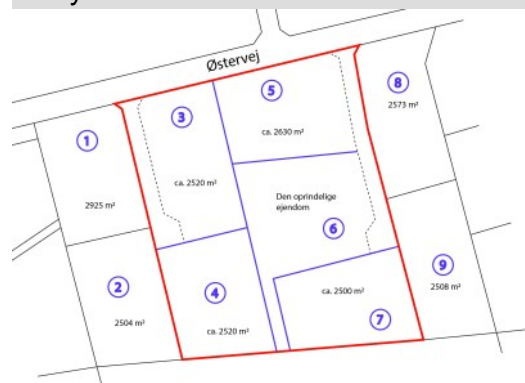 Østervej
5
8
3
2573 m²
1
ca. 2630 m²
ca. 2520 m²
Den oprindelige
ejendom
2925 m²
6
9
2
4
ca. 2500 m²
2508 m²
7
2504 m²
ca. 2520 m²